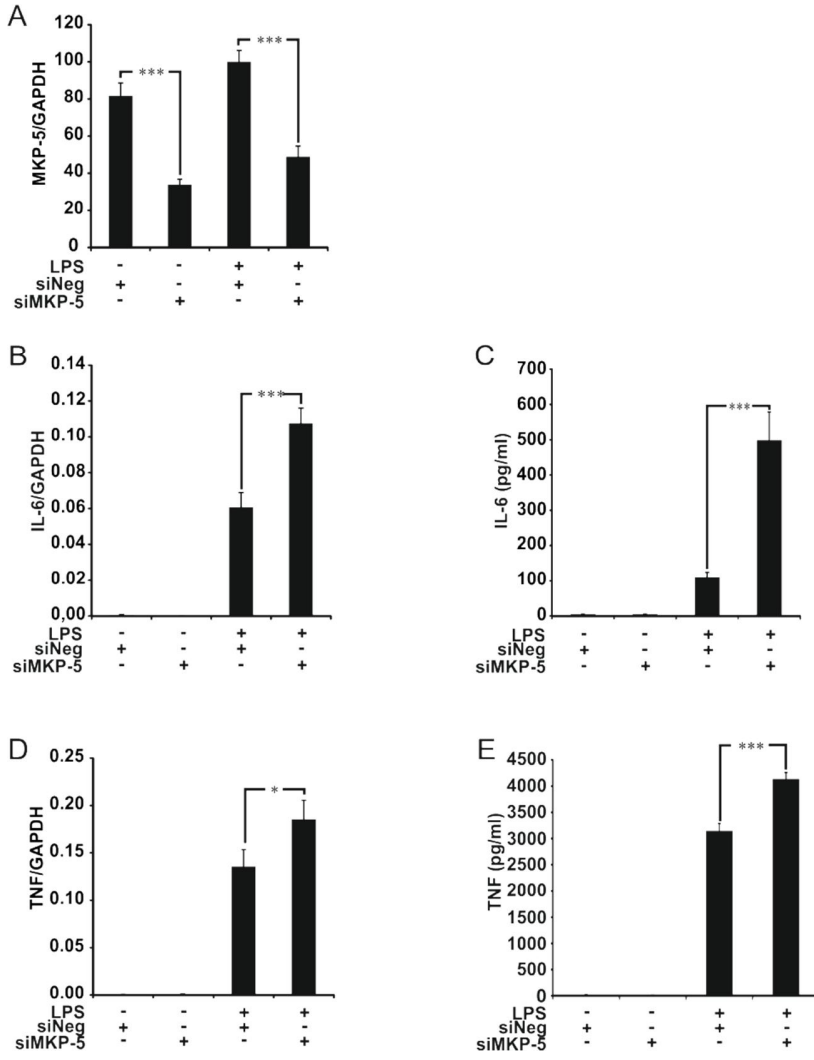 A
120
***
***
100
80
60
40
20
0
MKP-5/GAPDH
LPS - - + +
siNeg + - + -
siMKP-5 - + - +
B
0.14
0.12
***
0.10
0.08
0.06
0.04
0.02
0,00
IL-6/GAPDH
LPS - - + +
siNeg + - + -
siMKP-5 - + - +
C
700
600
***
500
400
300
200
100
0
IL-6 (pg/ml)
LPS - - + +
siNeg + - + -
siMKP-5 - + - +
D
0.25
0.20
*
0.15
0.10
0.05
0.00
TNF/GAPDH
LPS - - + +
siNeg + - + -
siMKP-5 - + - +
E
***
4500
4000
3500
3000
2500
2000
1500
1000
500
0
TNF (pg/ml)
LPS - - + +
siNeg + - + -
siMKP-5 - + - +